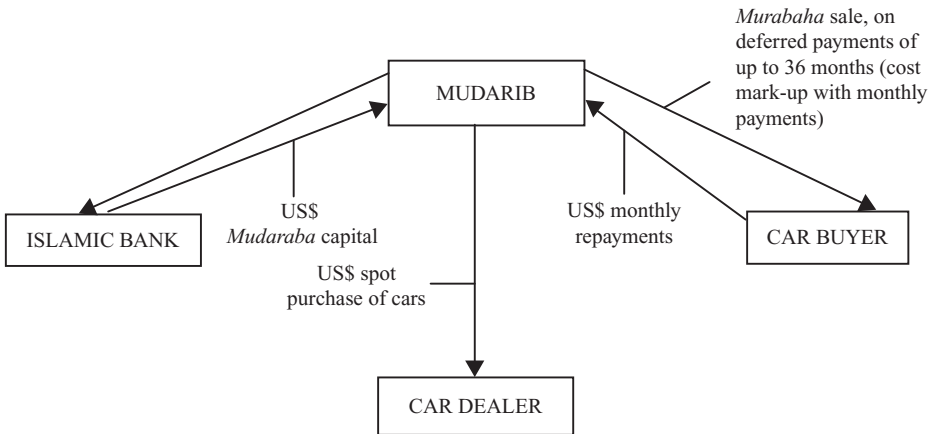 Murabaha sale, on
deferred payments of
up to 36 months (cost
mark-up with monthly
payments)
MUDARIB
US$
Mudaraba capital
US$ monthly
repayments
ISLAMIC BANK
CAR BUYER
US$ spot
purchase of cars
CAR DEALER